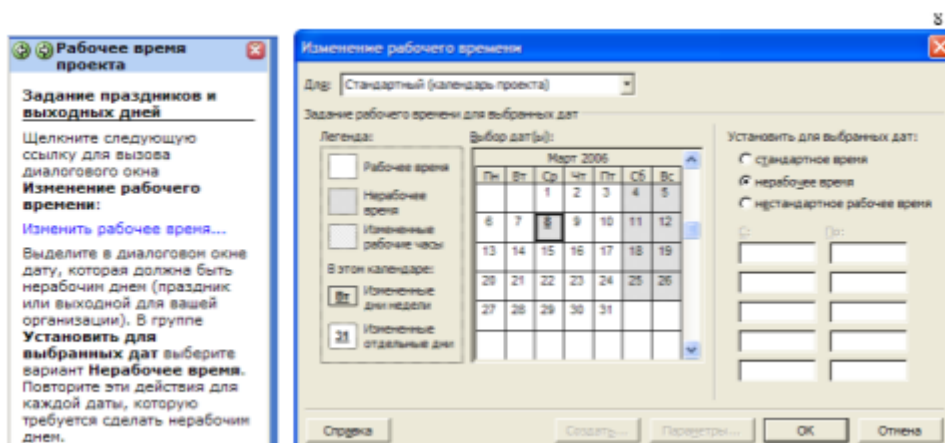 8
Рабочее время
проекта
Задание праздников и
выходных дней
Щелкните следующую
ссылку для вызова
диалогового окна
Изменение рабочего
времени:
Изменить рабочее время...
Выделите в диалоговом окне
дату, которая должна быть
нерабочим днем (праздник
или выходной для вашей
организации). В группе
Установить для
выбранных дат выберите
вариант Нерабочее время.
Повторите эти действия для
каждой даты, которую
требуется сделать нерабочим
днем.
Изменение рабочего времени
Для: Стандартный (календарь проекта)
Задание рабочего времени для выбранных дат
Легенда:
Рабочее время
Нерабочее
время
Измененные
рабочие часы
В этом календаре:
Вт Измененные
дни недели
31 Измененные
отдельные дни
Выбор дат(ы):
Март 2006
Пн Вт Ср Чт Пт Сб Вс
1 2 3 4 5
6 7 8 9 10 11 12
13 14 15 16 17 18 19
20 21 22 23 24 25 26
27 28 29 30 31
Установить для выбранных дат:
стандартное время
нерабочее время
нестандартное рабочее время
С: По:
Справка Создать... Параметры... ОК Отмена